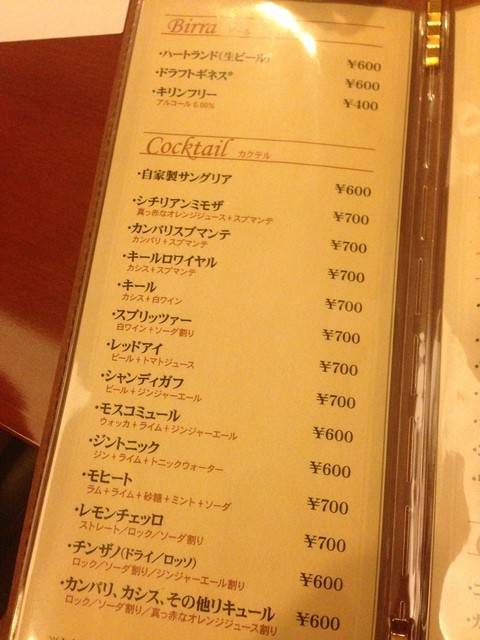 Birra ビール
・ハートランド(生ビール) ¥600
・ドラフトギネス* ¥600
・キリンフリー ¥400
アルコール 0.00%
Cocktail カクテル
・自家製サングリア ¥600
・シチリアンミモザ ¥700
真っ赤なオレンジジュース+スプマンテ
・カンパリスプマンテ ¥700
カンパリ+スプマンテ
・キールロワイヤル ¥700
カシス+スプマンテ
・キール ¥700
カシス+白ワイン
・スプリッツァー ¥700
白ワイン+ソーダ割り
・レッドアイ ¥700
ビール+トマトジュース
・シャンディガフ ¥700
ビール+ジンジャーエール
・モスコミュール ¥600
ウォッカ+ライム+ジンジャーエール
・ジントニック ¥600
ジン+ライム+トニックウォーター
・モヒート ¥700
ラム+ライム+砂糖+ミント+ソーダ
・レモンチェッロ ¥700
ストレート/ロック/ソーダ割り
・チンザノ(ドライ/ロッソ) ¥600
ロック/ソーダ割り/ジンジャーエール割り
・カンパリ、カシス、その他リキュール ¥600
ロック/ソーダ割り/真っ赤なオレンジジュース割り